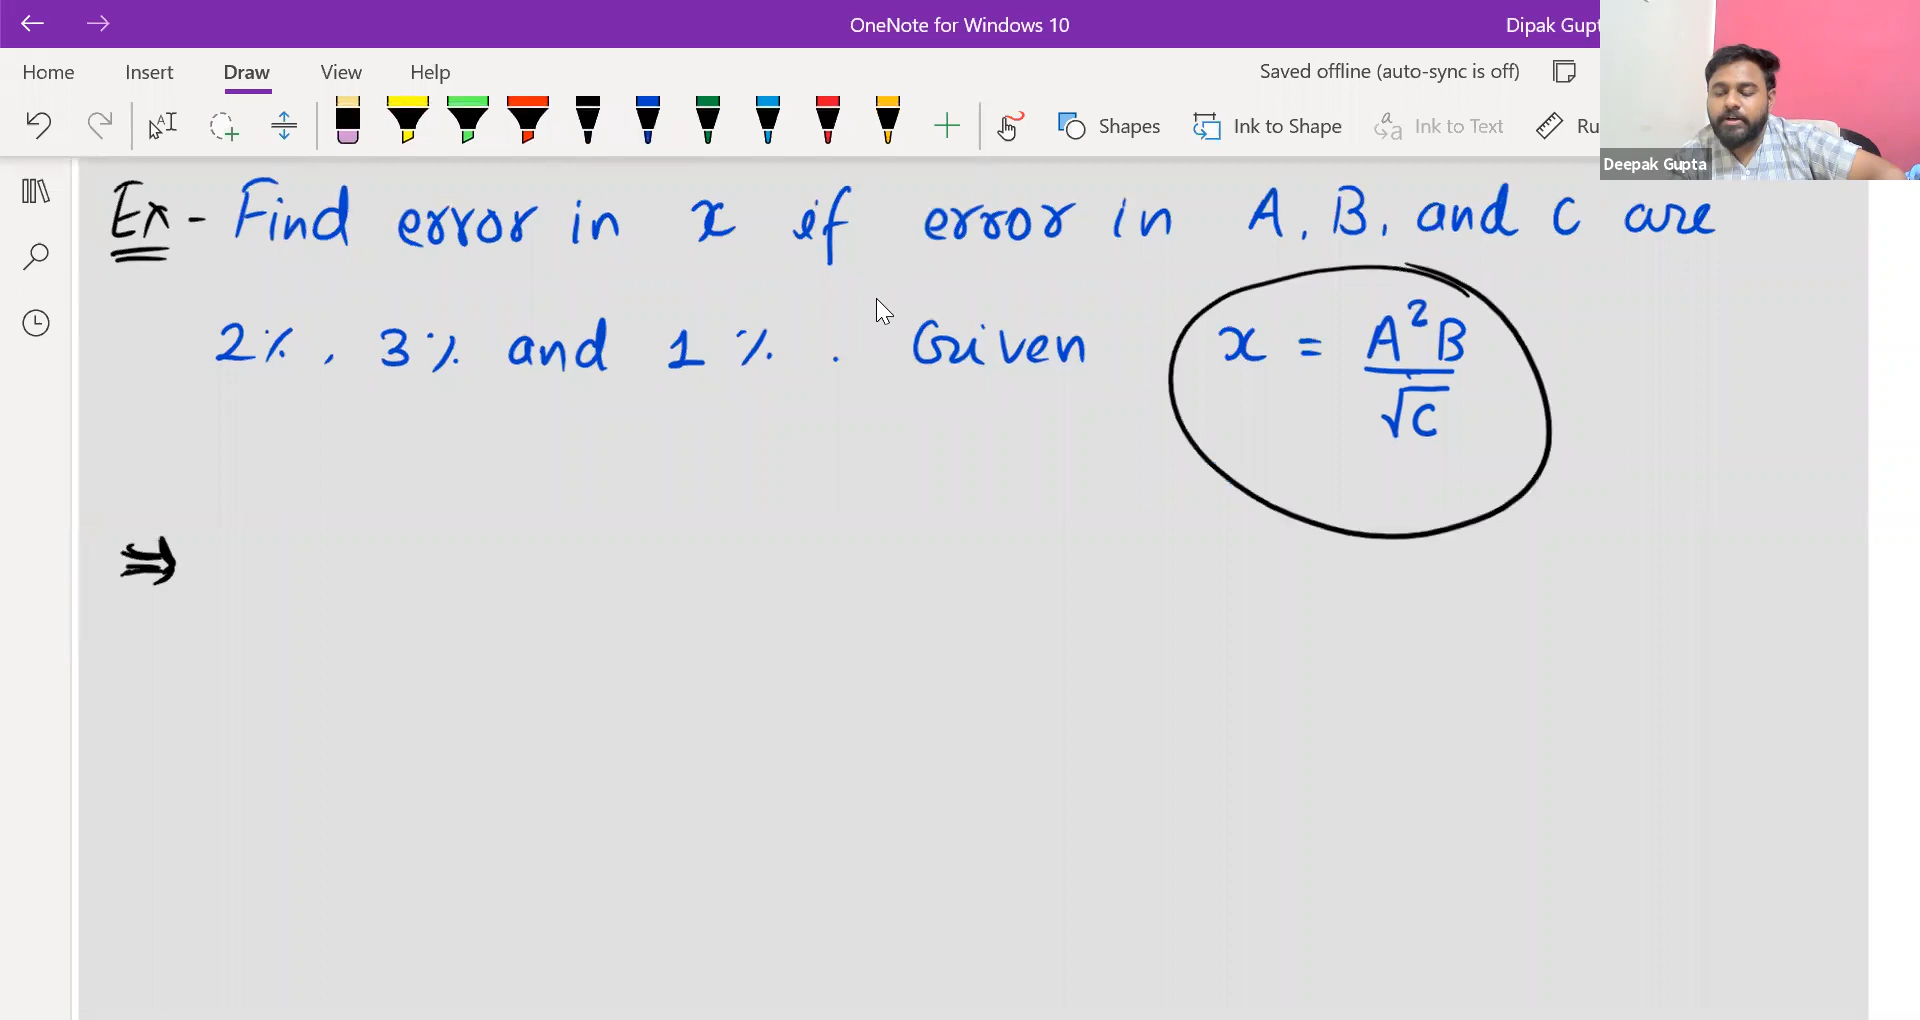 OneNote for Windows 10
Dipak Gupt
Home Insert Draw View Help
Saved offline (auto-sync is off)
Shapes Ink to Shape Ink to Text Ru
Deepak Gupta
Ex - Find error in x if error in A, B, and C are
2%, 3% and 1%. Given x = A²B / √C
⇒